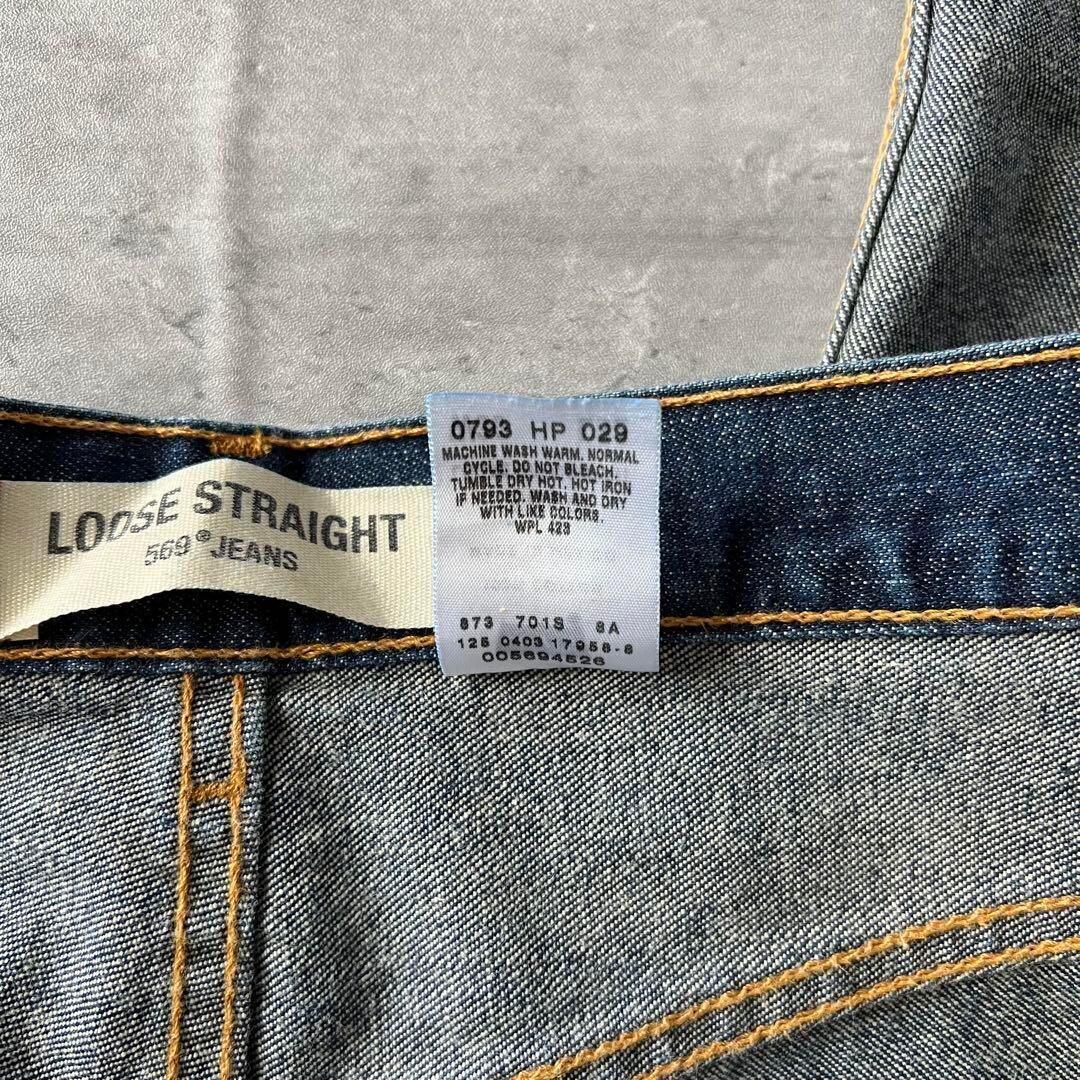 LOOSE STRAIGHT
569® JEANS
0793 HP 029
MACHINE WASH WARM. NORMAL
CYCLE. DO NOT BLEACH.
TUMBLE DRY HOT. HOT IRON
IF NEEDED. WASH AND DRY
WITH LIKE COLORS.
WPL 423
873 701S 8A
125 0403 17958-8
005694526